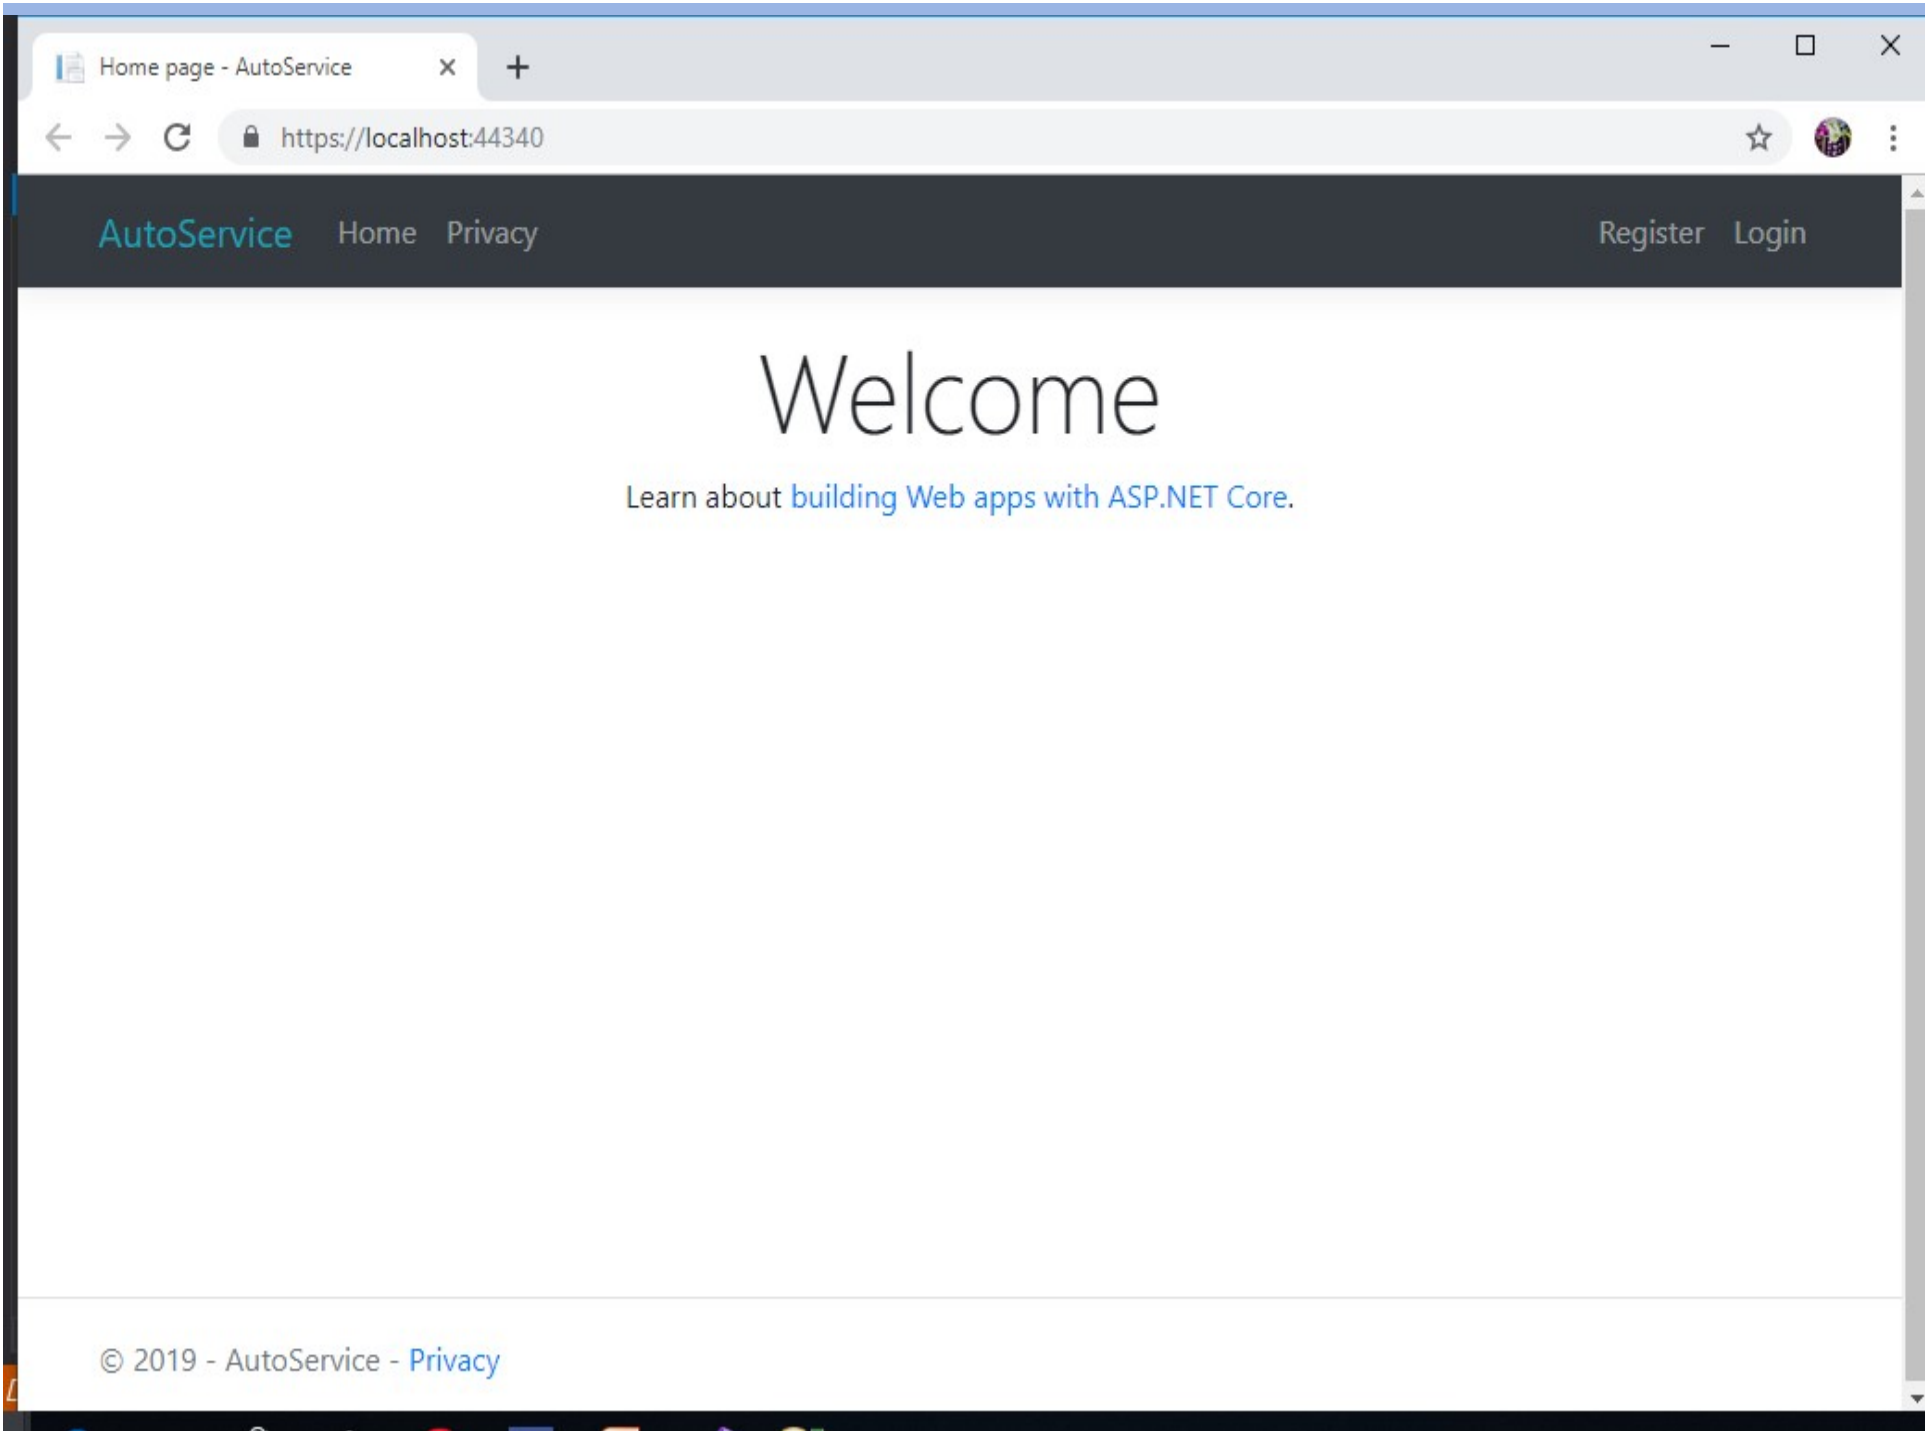 Home page - AutoService
https://localhost:44340
AutoService Home Privacy Register Login
Welcome
Learn about building Web apps with ASP.NET Core.
© 2019 - AutoService - Privacy